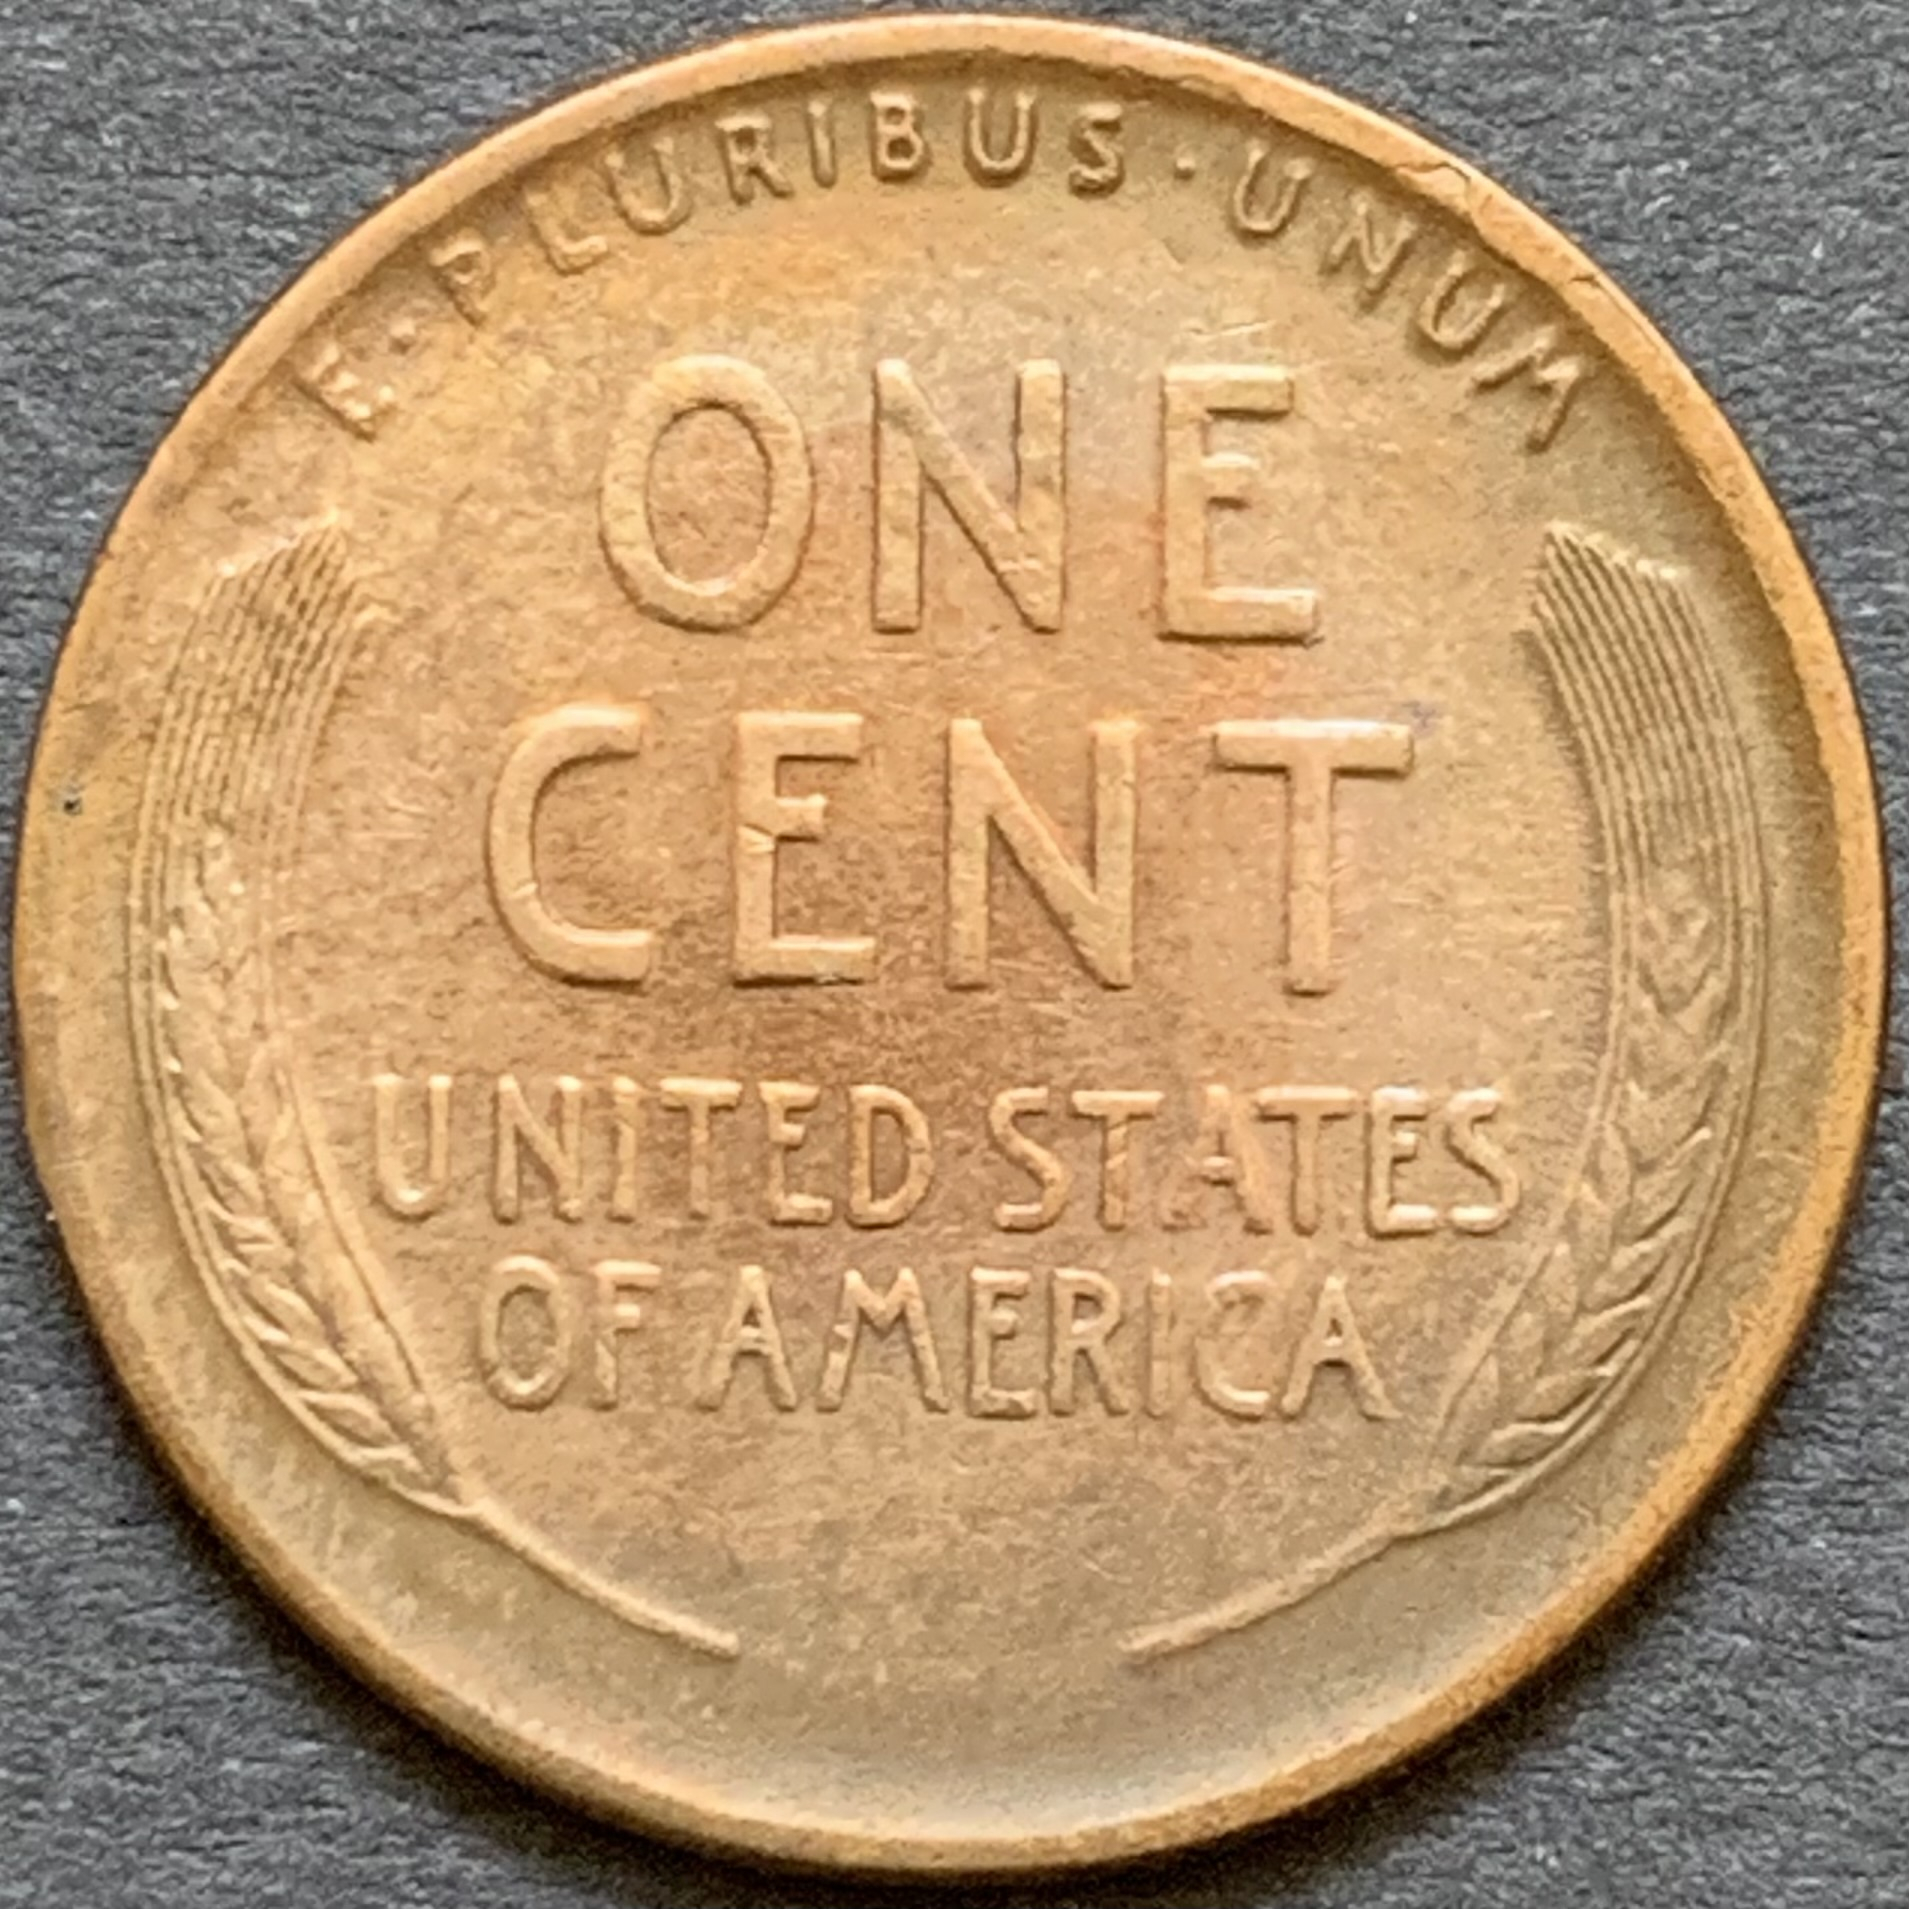 E · PLURIBUS · UNUM
ONE
CENT
UNITED STATES
OF AMERICA